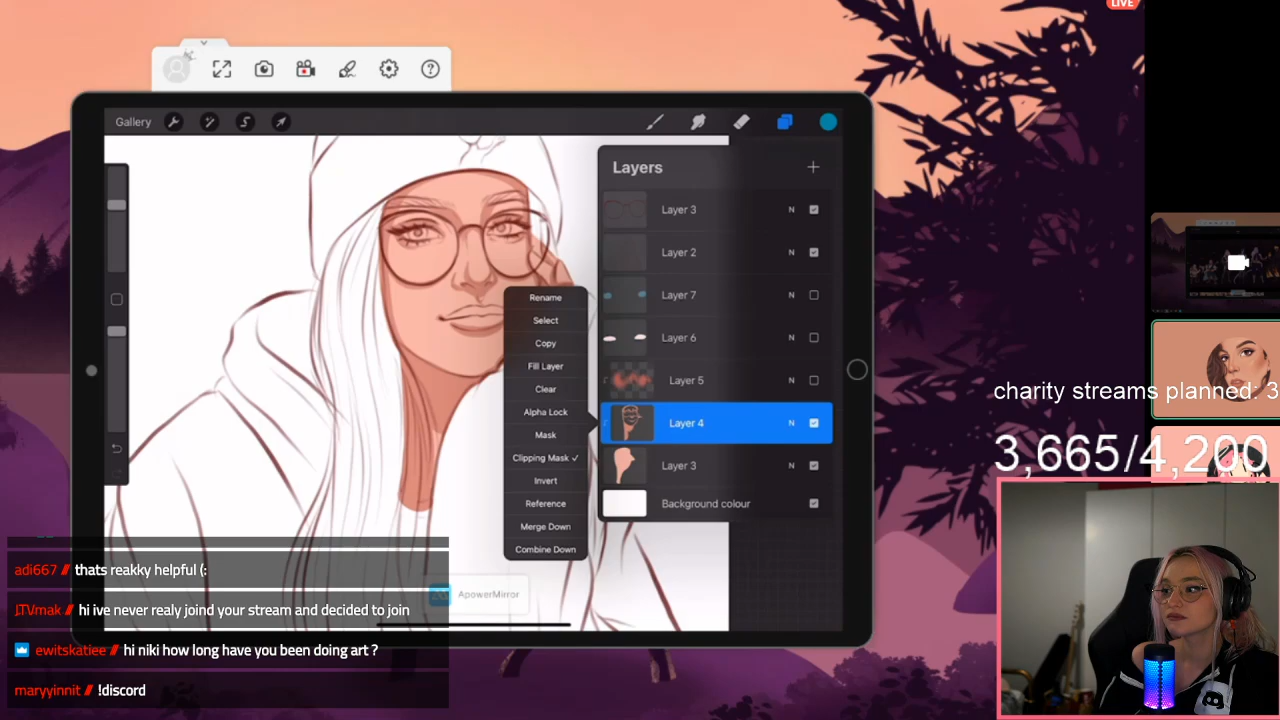 LIVE
Gallery
Layers
Layer 3 N
Layer 2 N
Layer 7 N
Layer 6 N
Layer 5 N
Layer 4 N
Layer 3 N
Background colour
Rename
Select
Copy
Fill Layer
Clear
Alpha Lock
Mask
Clipping Mask ✓
Invert
Reference
Merge Down
Combine Down
ApowerMirror
charity streams planned: 3
3,665/4,200
adi667 // thats reakky helpful (:
JTVmak // hi ive never realy joind your stream and decided to join
ewitskatiee // hi niki how long have you been doing art ?
maryyinnit // !discord